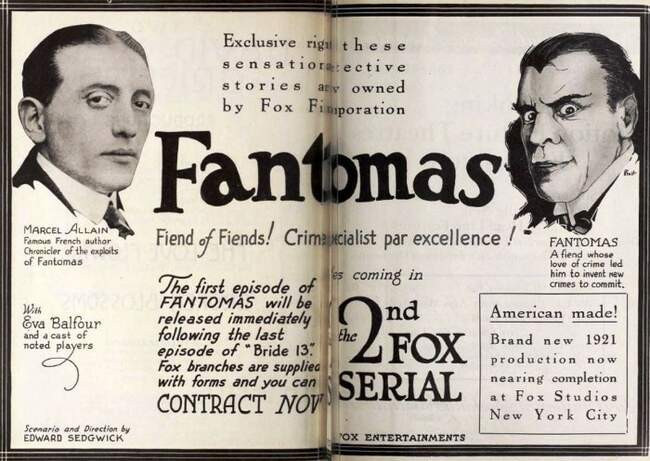 Exclusive these
sensation ective
stories owned
by Fox Fi poration
Fantomas
MARCEL ALLAIN
Famous French author
Chronicler of the exploits
of Fantomas
Fiend of Fiends! Crim ecialist par excellence!
FANTOMAS
A fiend whose
love of crime led
him to invent new
crimes to commit.
With
Eva Balfour
and a cast of
noted players
The first episode of
FANTOMAS will be
released immediately
following the last
episode of "Bride 13."
Fox branches are supplied
with forms and you can
CONTRACT NOW
es coming in
the 2nd
FOX
SERIAL
American made!
Brand new 1921
production now
nearing completion
at Fox Studios
New York City
Scenario and Direction by
EDWARD SEDGWICK
FOX ENTERTAINMENTS